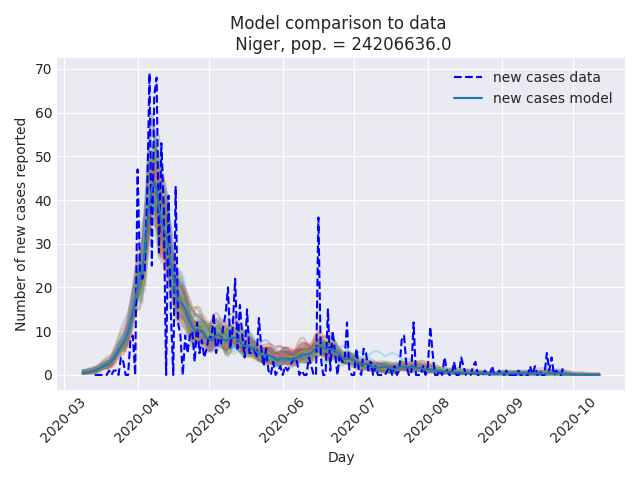 Model comparison to data
Niger, pop. = 24206636.0
new cases data
new cases model
Number of new cases reported
70
60
50
40
30
20
10
0
2020-03
2020-04
2020-05
2020-06
2020-07
2020-08
2020-09
2020-10
Day